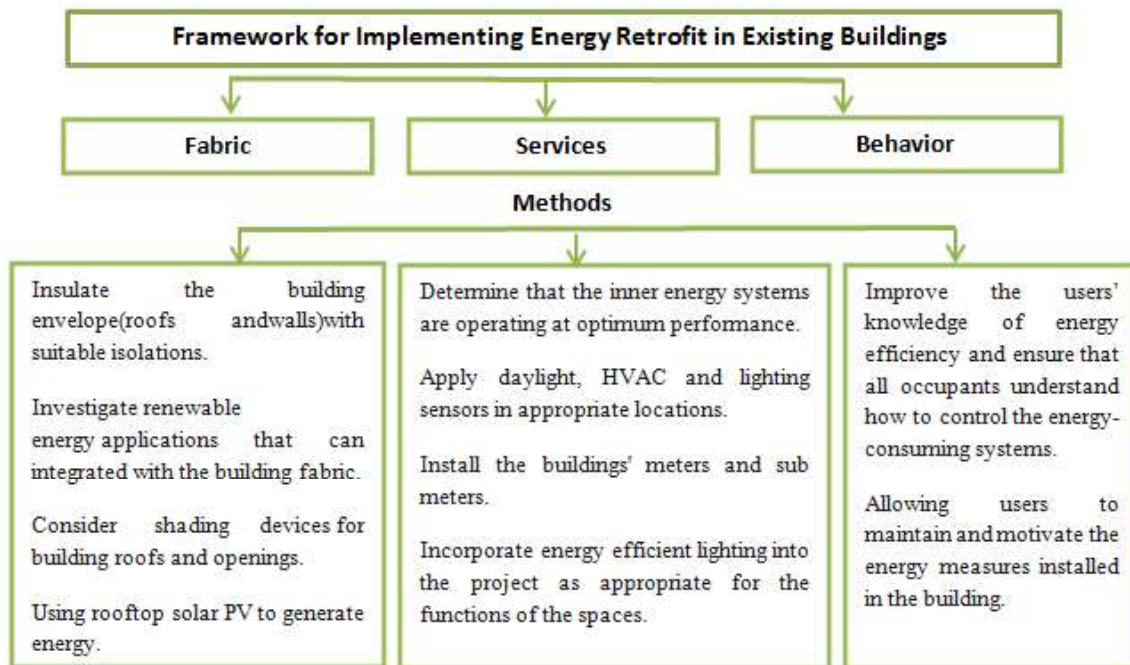 Framework for Implementing Energy Retrofit in Existing Buildings
Fabric
Services
Behavior
Methods
Insulate the building
envelope(roofs andwalls)with
suitable isolations.
Investigate renewable
energy applications that can
integrated with the building fabric.
Consider shading devices for
building roofs and openings.
Using rooftop solar PV to generate
energy.
Determine that the inner energy systems
are operating at optimum performance.
Apply daylight, HVAC and lighting
sensors in appropriate locations.
Install the buildings' meters and sub
meters.
Incorporate energy efficient lighting into
the project as appropriate for the
functions of the spaces.
Improve the users'
knowledge of energy
efficiency and ensure that
all occupants understand
how to control the energy-
consuming systems.
Allowing users to
maintain and motivate the
energy measures installed
in the building.